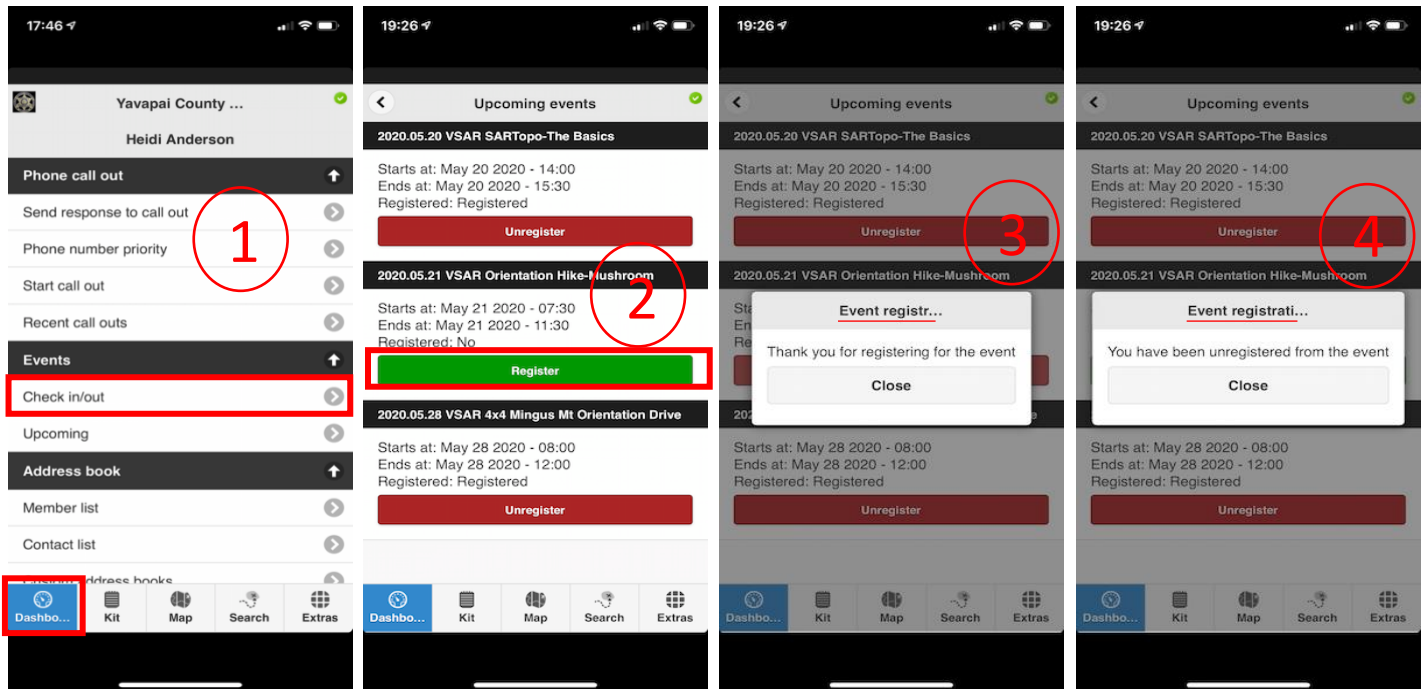 17:46
Yavapai County ...
Heidi Anderson
Phone call out
Send response to call out
1
Phone number priority
Start call out
Recent call outs
Events
Check in/out
Upcoming
Address book
Member list
Contact list
Custom address books
Dashbo... Kit Map Search Extras
19:26
Upcoming events
2020.05.20 VSAR SARTopo-The Basics
Starts at: May 20 2020 - 14:00
Ends at: May 20 2020 - 15:30
Registered: Registered
Unregister
2020.05.21 VSAR Orientation Hike-Mushroom
2
Starts at: May 21 2020 - 07:30
Ends at: May 21 2020 - 11:30
Registered: No
Register
2020.05.28 VSAR 4x4 Mingus Mt Orientation Drive
Starts at: May 28 2020 - 08:00
Ends at: May 28 2020 - 12:00
Registered: Registered
Unregister
Dashbo... Kit Map Search Extras
19:26
Upcoming events
2020.05.20 VSAR SARTopo-The Basics
Starts at: May 20 2020 - 14:00
Ends at: May 20 2020 - 15:30
Registered: Registered
3
Unregister
2020.05.21 VSAR Orientation Hike-Mushroom
Sta
En
Re
Event registr...
Thank you for registering for the event
Close
202
e
Starts at: May 28 2020 - 08:00
Ends at: May 28 2020 - 12:00
Registered: Registered
Unregister
Dashbo... Kit Map Search Extras
19:26
Upcoming events
2020.05.20 VSAR SARTopo-The Basics
Starts at: May 20 2020 - 14:00
Ends at: May 20 2020 - 15:30
Registered: Registered
4
Unregister
2020.05.21 VSAR Orientation Hike-Mushroom
Event registrati...
You have been unregistered from the event
Close
Starts at: May 28 2020 - 08:00
Ends at: May 28 2020 - 12:00
Registered: Registered
Unregister
Dashbo... Kit Map Search Extras